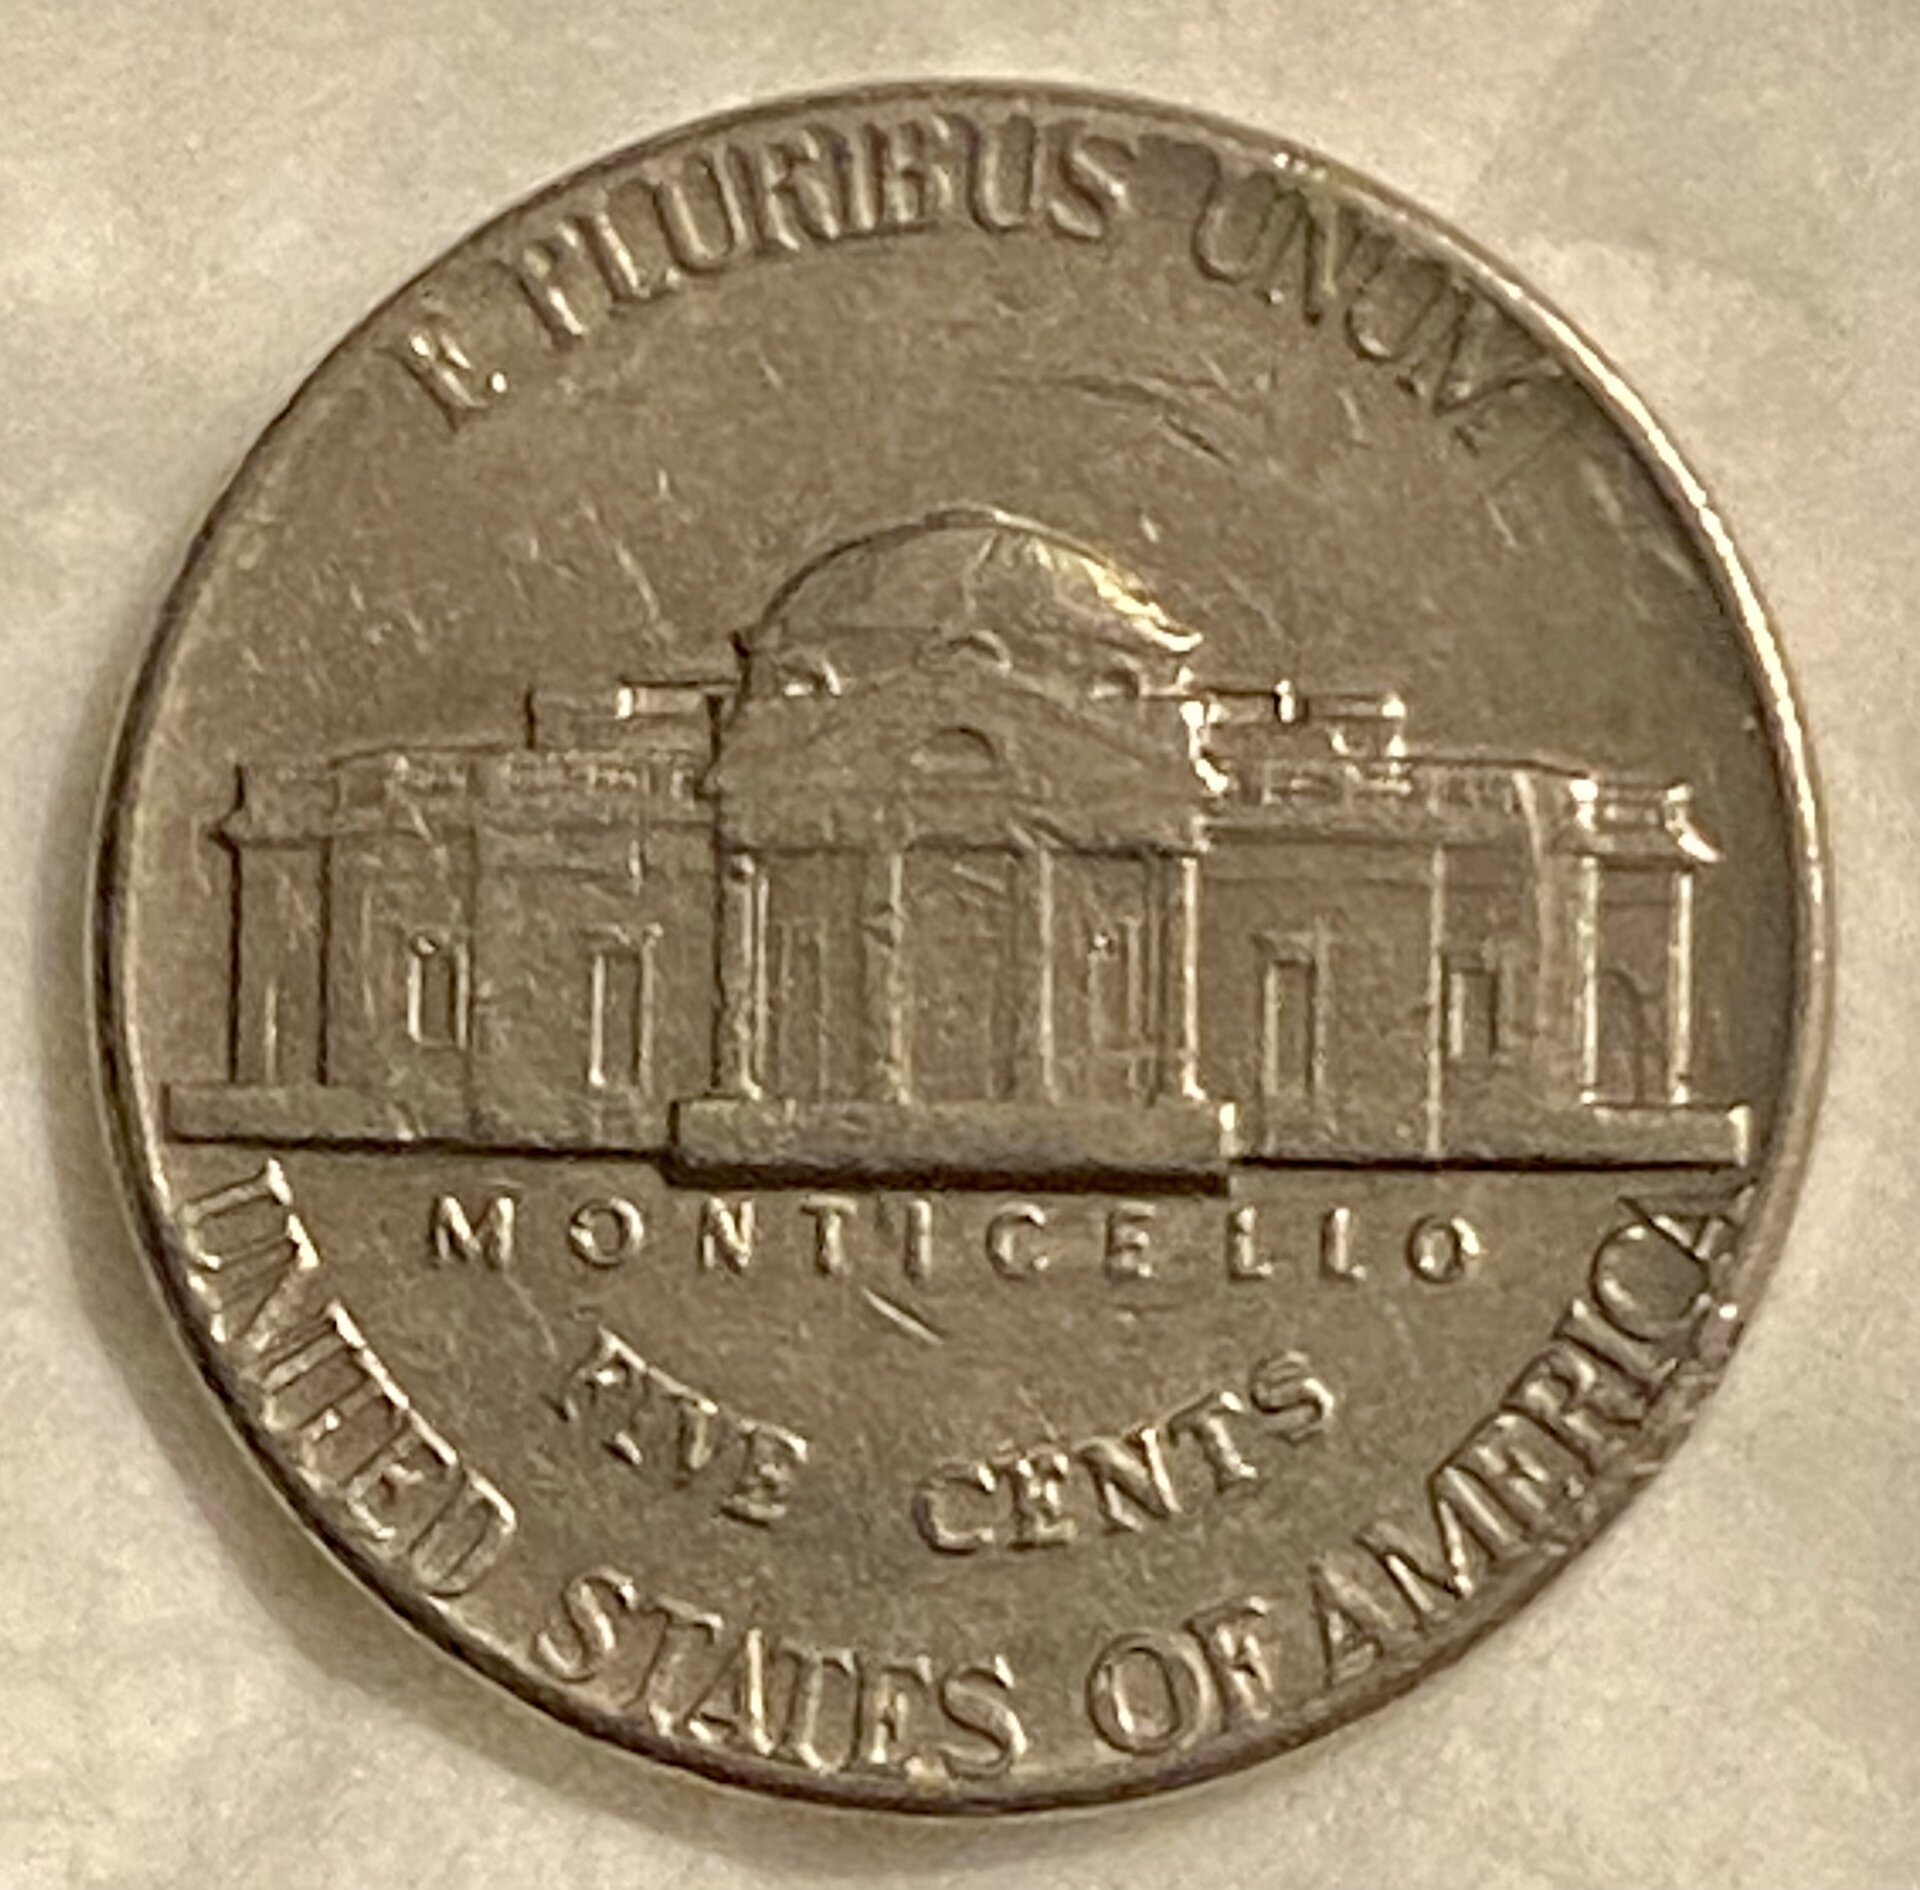 E PLURIBUS UNUM
MONTICELLO
FIVE CENTS
UNITED STATES OF AMERICA